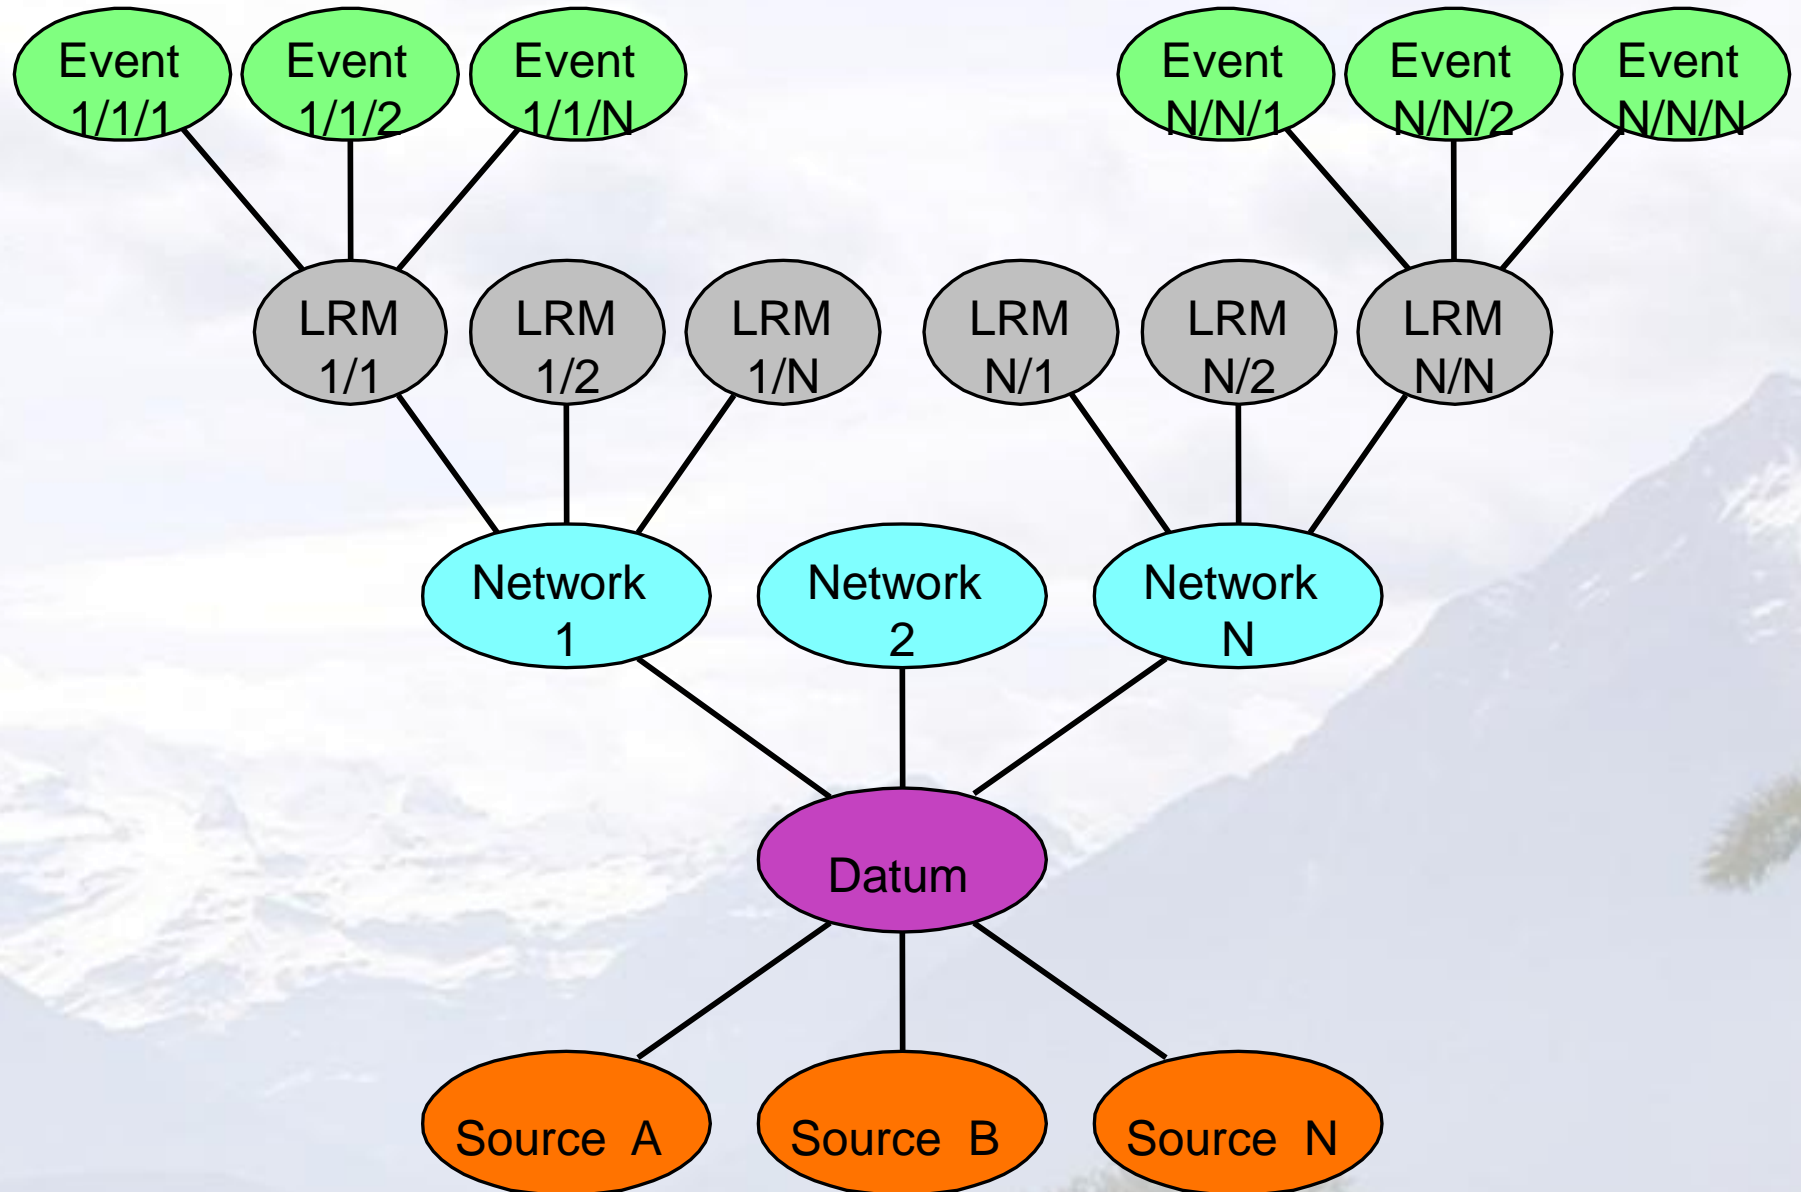 Event
1/1/1
Event
1/1/2
Event
1/1/N
Event
N/N/1
Event
N/N/2
Event
N/N/N
LRM
1/1
LRM
1/2
LRM
1/N
LRM
N/1
LRM
N/2
LRM
N/N
Network
1
Network
2
Network
N
Datum
Source A
Source B
Source N